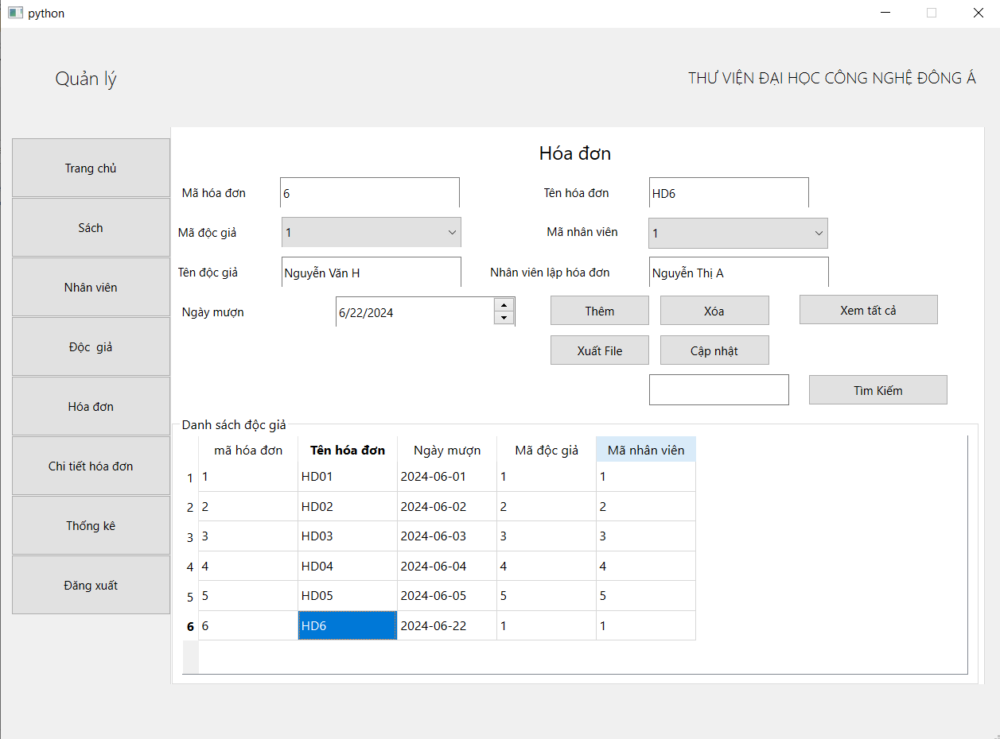 python
Quản lý
THƯ VIỆN ĐẠI HỌC CÔNG NGHỆ ĐÔNG Á
Trang chủ
Sách
Nhân viên
Độc  giả
Hóa đơn
Chi tiết hóa đơn
Thống kê
Đăng xuất
Hóa đơn
Mã hóa đơn 6 Tên hóa đơn HD6
Mã độc giả 1 Mã nhân viên 1
Tên độc giả Nguyễn Văn H Nhân viên lập hóa đơn Nguyễn Thị A
Ngày mượn 6/22/2024 Thêm Xóa Xem tất cả
Xuất File Cập nhật
Tìm Kiếm
Danh sách độc giả
mã hóa đơn Tên hóa đơn Ngày mượn Mã độc giả Mã nhân viên
1 1 HD01 2024-06-01 1 1
2 2 HD02 2024-06-02 2 2
3 3 HD03 2024-06-03 3 3
4 4 HD04 2024-06-04 4 4
5 5 HD05 2024-06-05 5 5
6 6 HD6 2024-06-22 1 1